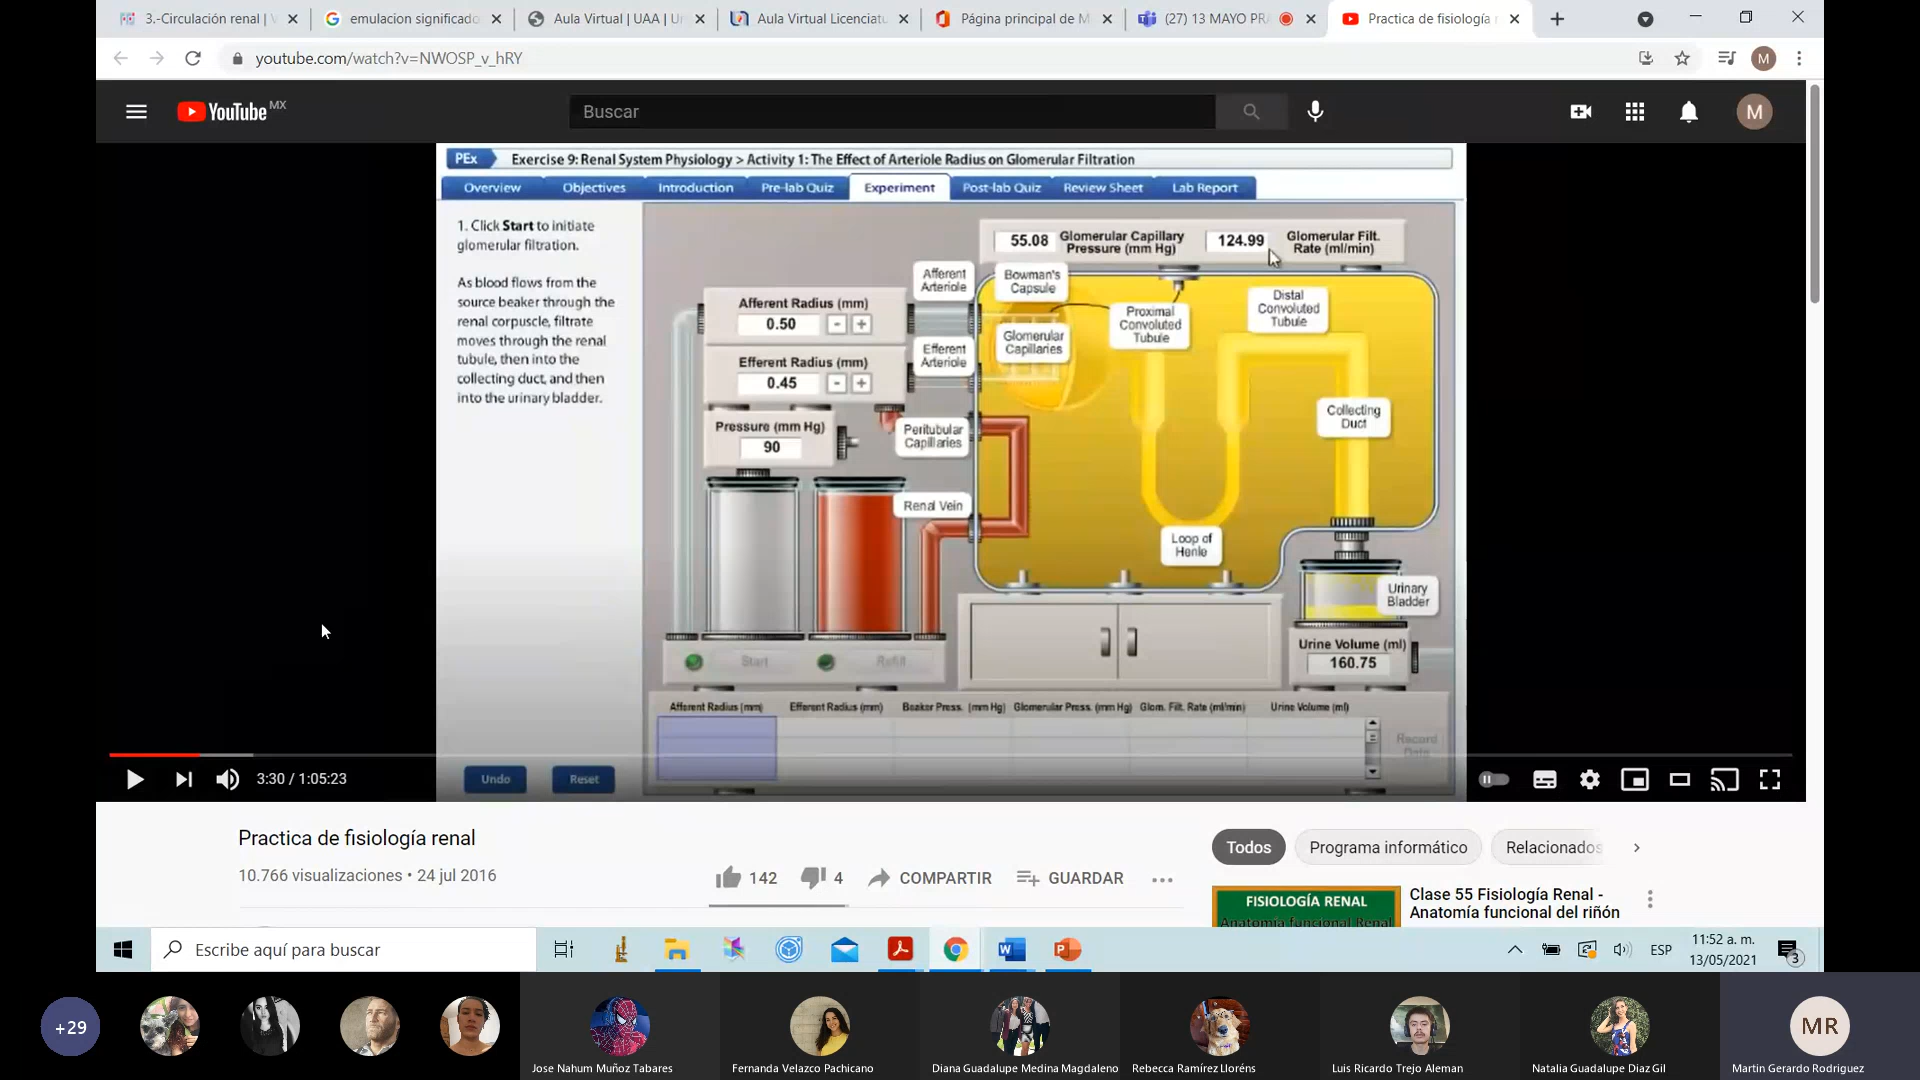 3.-Circulación renal |
emulacion significado
Aula Virtual | UAA | Un
Aula Virtual Licenciatu
Página principal de M
(27) 13 MAYO PRA
Practica de fisiología r
youtube.com/watch?v=NWOSP_v_hRY
M
YouTube MX
Buscar
M
PEx
Exercise 9: Renal System Physiology > Activity 1: The Effect of Arteriole Radius on Glomerular Filtration
Overview
Objectives
Introduction
Pre-lab Quiz
Experiment
Post-lab Quiz
Review Sheet
Lab Report
1. Click Start to initiate
glomerular filtration.
As blood flows from the
source beaker through the
renal corpuscle, filtrate
moves through the renal
tubule, then into the
collecting duct, and then
into the urinary bladder.
55.08
Glomerular Capillary
Pressure (mm Hg)
124.99
Glomerular Filt.
Rate (ml/min)
Afferent Radius (mm)
0.50
- +
Efferent Radius (mm)
0.45
- +
Pressure (mm Hg)
90
Afferent
Arteriole
Efferent
Arteriole
Bowman's
Capsule
Glomerular
Capillaries
Proximal
Convoluted
Tubule
Distal
Convoluted
Tubule
Peritubular
Capillaries
Collecting
Duct
Renal Vein
Loop of
Henle
Urinary
Bladder
Urine Volume (ml)
160.75
Start
Refill
Afferent Radius (mm)
Efferent Radius (mm)
Beaker Press. (mm Hg)
Glomerular Press. (mm Hg)
Glom. Filt. Rate (ml/min)
Urine Volume (ml)
Record
Data
Undo
Reset
3:30 / 1:05:23
Practica de fisiología renal
10.766 visualizaciones • 24 jul 2016
142
4
COMPARTIR
GUARDAR
Todos
Programa informático
Relacionados
FISIOLOGÍA RENAL
Anatomía funcional Renal
Clase 55 Fisiología Renal -
Anatomía funcional del riñón
Escribe aquí para buscar
ESP
11:52 a. m.
13/05/2021
3
+29
Jose Nahum Muñoz Tabares
Fernanda Velazco Pachicano
Diana Guadalupe Medina Magdaleno
Rebecca Ramírez Lloréns
Luis Ricardo Trejo Aleman
Natalia Guadalupe Diaz Gil
MR
Martin Gerardo Rodriguez